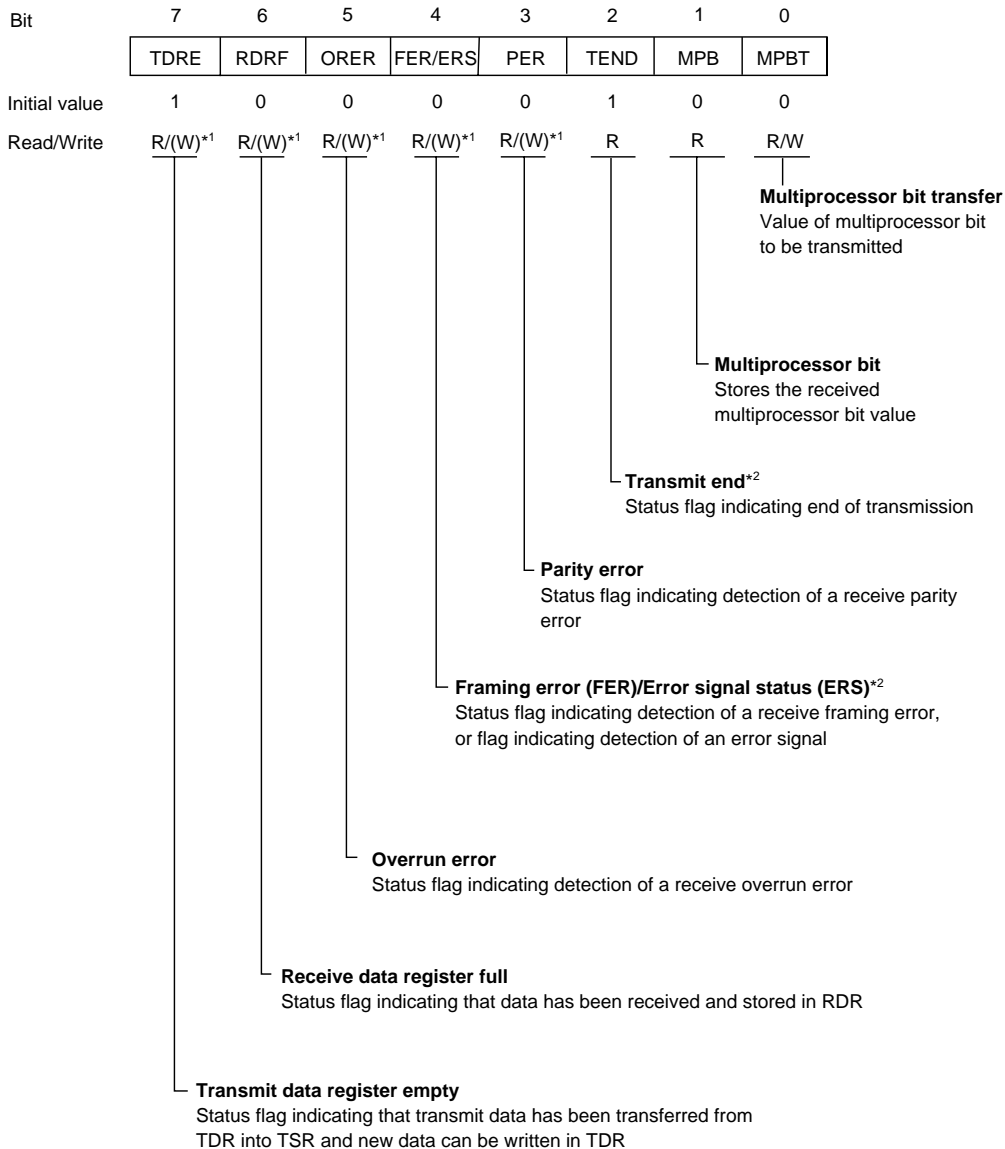 Bit 7 6 5 4 3 2 1 0
TDRE RDRF ORER FER/ERS PER TEND MPB MPBT
Initial value 1 0 0 0 0 1 0 0
Read/Write R/(W)*1 R/(W)*1 R/(W)*1 R/(W)*1 R/(W)*1 R R R/W
Multiprocessor bit transfer
Value of multiprocessor bit
to be transmitted
Multiprocessor bit
Stores the received
multiprocessor bit value
Transmit end*2
Status flag indicating end of transmission
Parity error
Status flag indicating detection of a receive parity
error
Framing error (FER)/Error signal status (ERS)*2
Status flag indicating detection of a receive framing error,
or flag indicating detection of an error signal
Overrun error
Status flag indicating detection of a receive overrun error
Receive data register full
Status flag indicating that data has been received and stored in RDR
Transmit data register empty
Status flag indicating that transmit data has been transferred from
TDR into TSR and new data can be written in TDR